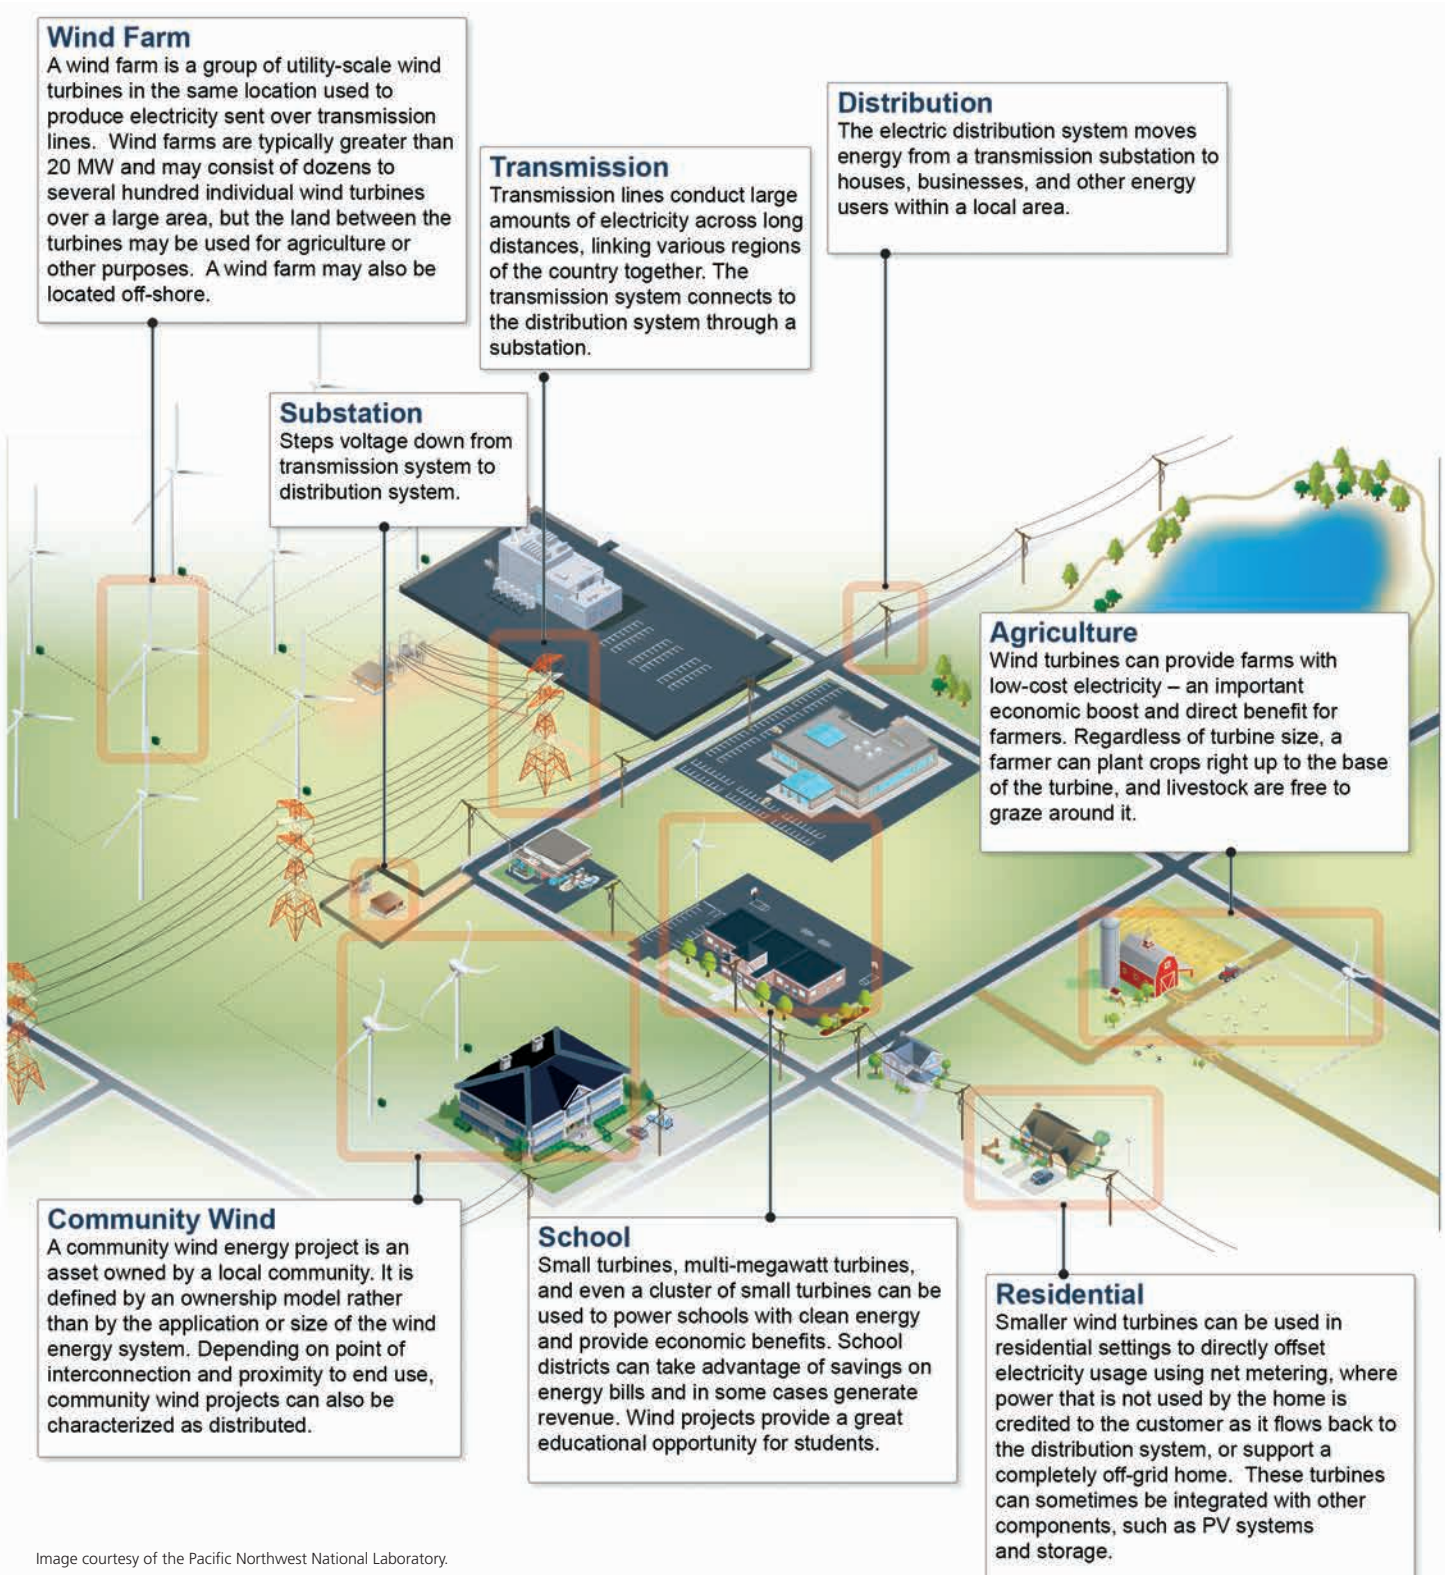 Wind Farm
A wind farm is a group of utility-scale wind
turbines in the same location used to
produce electricity sent over transmission
lines.  Wind farms are typically greater than
20 MW and may consist of dozens to
several hundred individual wind turbines
over a large area, but the land between the
turbines may be used for agriculture or
other purposes.  A wind farm may also be
located off-shore.
Transmission
Transmission lines conduct large
amounts of electricity across long
distances, linking various regions
of the country together. The
transmission system connects to
the distribution system through a
substation.
Distribution
The electric distribution system moves
energy from a transmission substation to
houses, businesses, and other energy
users within a local area.
Substation
Steps voltage down from
transmission system to
distribution system.
Agriculture
Wind turbines can provide farms with
low-cost electricity – an important
economic boost and direct benefit for
farmers. Regardless of turbine size, a
farmer can plant crops right up to the base
of the turbine, and livestock are free to
graze around it.
Community Wind
A community wind energy project is an
asset owned by a local community. It is
defined by an ownership model rather
than by the application or size of the wind
energy system. Depending on point of
interconnection and proximity to end use,
community wind projects can also be
characterized as distributed.
School
Small turbines, multi-megawatt turbines,
and even a cluster of small turbines can be
used to power schools with clean energy
and provide economic benefits. School
districts can take advantage of savings on
energy bills and in some cases generate
revenue. Wind projects provide a great
educational opportunity for students.
Residential
Smaller wind turbines can be used in
residential settings to directly offset
electricity usage using net metering, where
power that is not used by the home is
credited to the customer as it flows back to
the distribution system, or support a
completely off-grid home.  These turbines
can sometimes be integrated with other
components, such as PV systems
and storage.
Image courtesy of the Pacific Northwest National Laboratory.